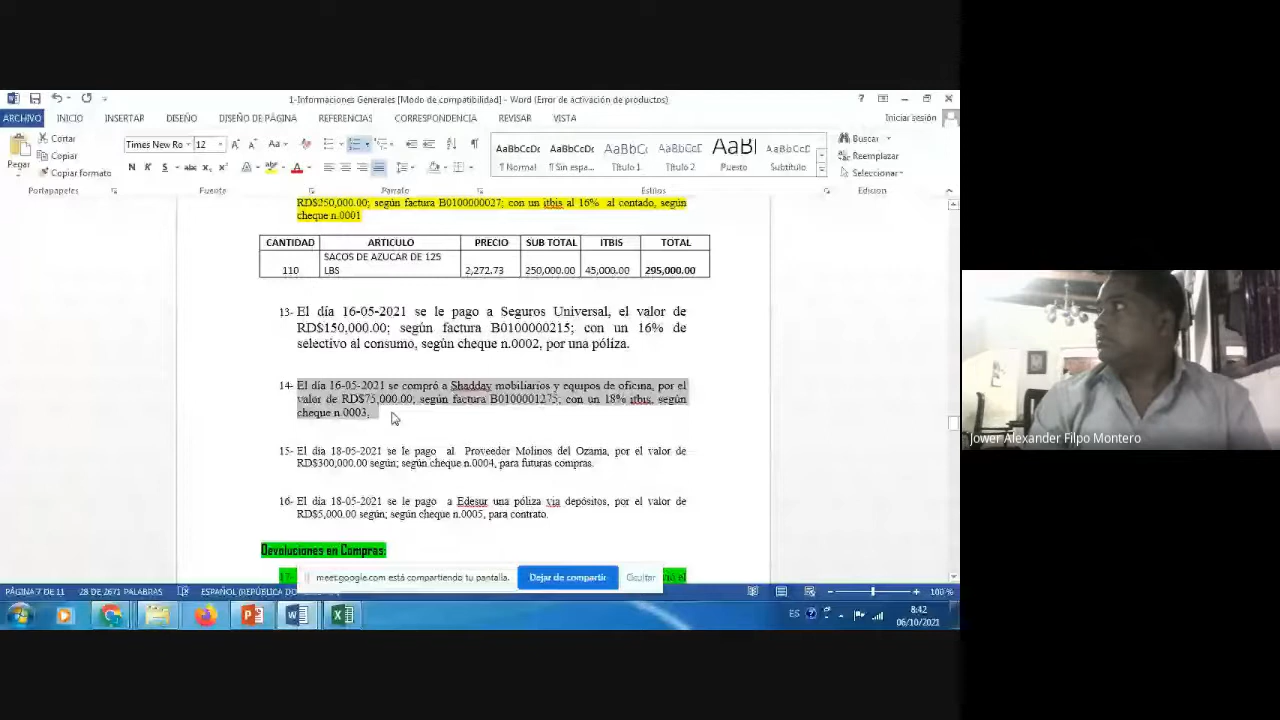 1-Informaciones Generales [Modo de compatibilidad] - Word (Error de activación de productos)
ARCHIVO INICIO INSERTAR DISEÑO DISEÑO DE PÁGINA REFERENCIAS CORRESPONDENCIA REVISAR VISTA Iniciar sesión
Pegar
Cortar
Copiar
Copiar formato
Portapapeles
Times New Ro 12
N K S
Fuente
Párrafo
AaBbCcDc AaBbCcDc AaBbCc AaBbCcD AaBl AaBbCcD
¶ Normal ¶ Sin espa... Título 1 Título 2 Puesto Subtítulo
Estilos
Buscar
Reemplazar
Seleccionar
Edición
RD$250,000.00; según factura B0100000027; con un itbis al 16% al contado, según
cheque n.0001
CANTIDAD ARTICULO PRECIO SUB TOTAL ITBIS TOTAL
SACOS DE AZUCAR DE 125
110 LBS 2,272.73 250,000.00 45,000.00 295,000.00
13- El día 16-05-2021 se le pago a Seguros Universal, el valor de
RD$150,000.00; según factura B0100000215; con un 16% de
selectivo al consumo, según cheque n.0002, por una póliza.
14- El día 16-05-2021 se compró a Shadday mobiliarios y equipos de oficina, por el
valor de RD$75,000.00; según factura B0100001275; con un 18% itbis, según
cheque n.0003.
15- El día 18-05-2021 se le pago al Proveedor Molinos del Ozama, por el valor de
RD$300,000.00 según; según cheque n.0004, para futuras compras.
16- El día 18-05-2021 se le pago a Edesur una póliza via depósitos, por el valor de
RD$5,000.00 según; según cheque n.0005, para contrato.
Devoluciones en Compras:
17-
meet.google.com está compartiendo tu pantalla. Dejar de compartir Ocultar
PÁGINA 7 DE 11 28 DE 2671 PALABRAS ESPAÑOL (REPÚBLICA 100 %
ES 8:42
06/10/2021
Jower Alexander Filpo Montero